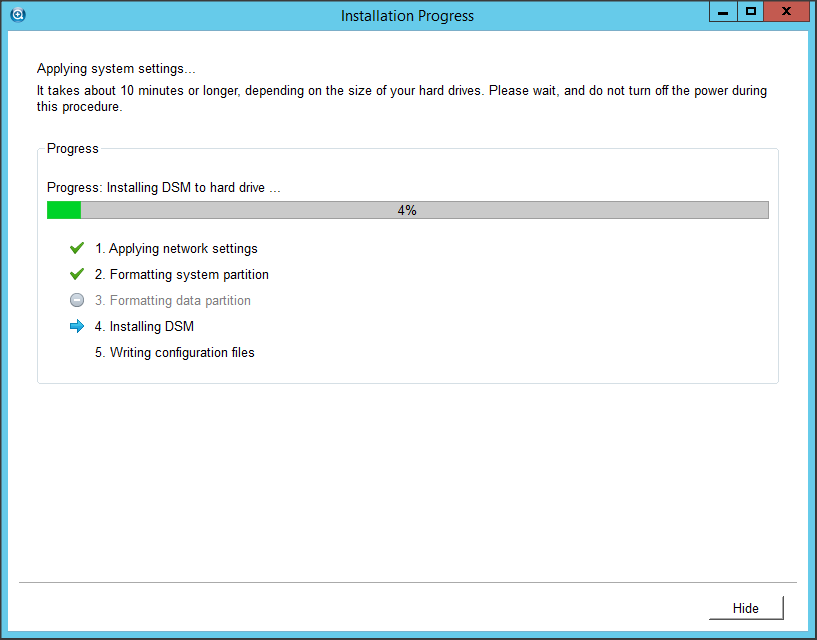 Installation Progress
Applying system settings...
It takes about 10 minutes or longer, depending on the size of your hard drives. Please wait, and do not turn off the power during
this procedure.
Progress
Progress: Installing DSM to hard drive ...
4%
1. Applying network settings
2. Formatting system partition
3. Formatting data partition
4. Installing DSM
5. Writing configuration files
Hide